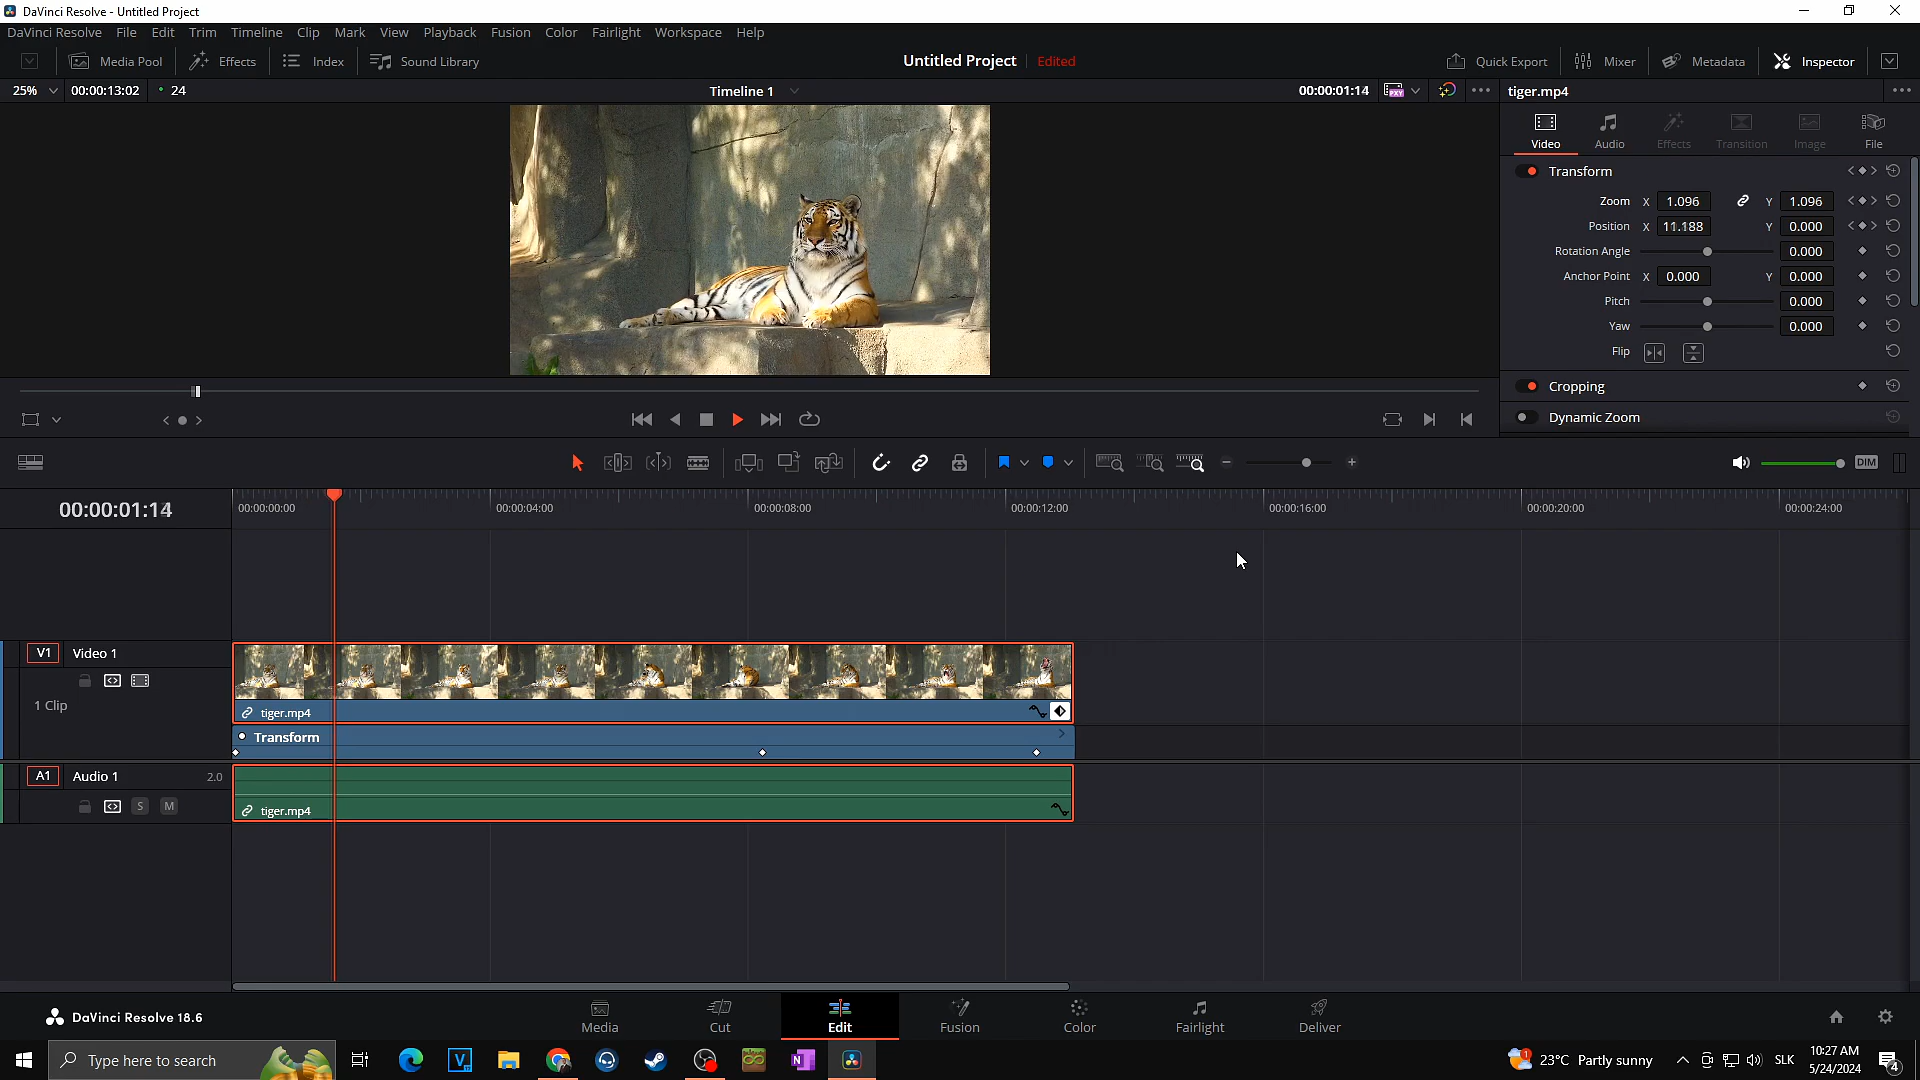 DaVinci Resolve - Untitled Project
DaVinci Resolve File Edit Trim Timeline Clip Mark View Playback Fusion Color Fairlight Workspace Help
Media Pool Effects Index Sound Library Untitled Project Edited Quick Export Mixer Metadata Inspector
25% 00:00:13:02 24 Timeline 1 00:00:01:14 PXY tiger.mp4
Video Audio Effects Transition Image File
Transform
Zoom X 1.096 Y 1.096
Position X 11.188 Y 0.000
Rotation Angle 0.000
Anchor Point X 0.000 Y 0.000
Pitch 0.000
Yaw 0.000
Flip
Cropping
Dynamic Zoom
DIM
00:00:01:14
00:00:00:00 00:00:04:00 00:00:08:00 00:00:12:00 00:00:16:00 00:00:20:00 00:00:24:00
V1 Video 1
1 Clip
tiger.mp4
Transform
A1 Audio 1 2.0
S M
tiger.mp4
DaVinci Resolve 18.6
Media Cut Edit Fusion Color Fairlight Deliver
Type here to search
V N
23°C Partly sunny SLK
10:27 AM
5/24/2024
4